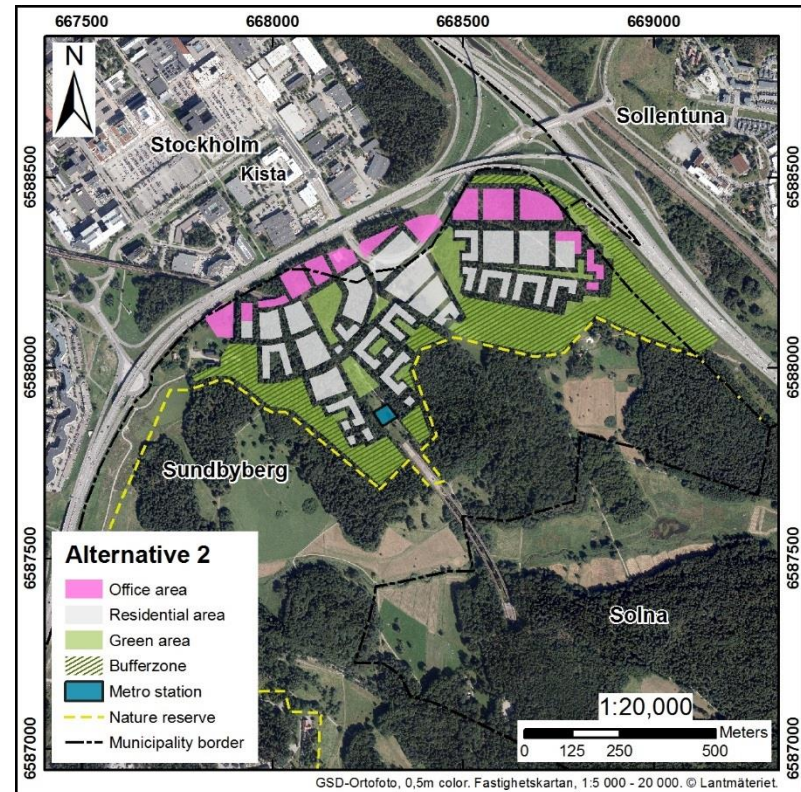 667500 668000 668500 669000
N
Sollentuna
Stockholm
Kista
6588500 6588500
6588000 6588000
Sundbyberg
6587500 6587500
Alternative 2
Office area
Residential area
Green area
Bufferzone
Metro station
Nature reserve
Municipality border
Solna
1:20,000
Meters
0 125 250 500
6587000 6587000
GSD-Ortofoto, 0,5m color. Fastighetskartan, 1:5 000 - 20 000. © Lantmäteriet.